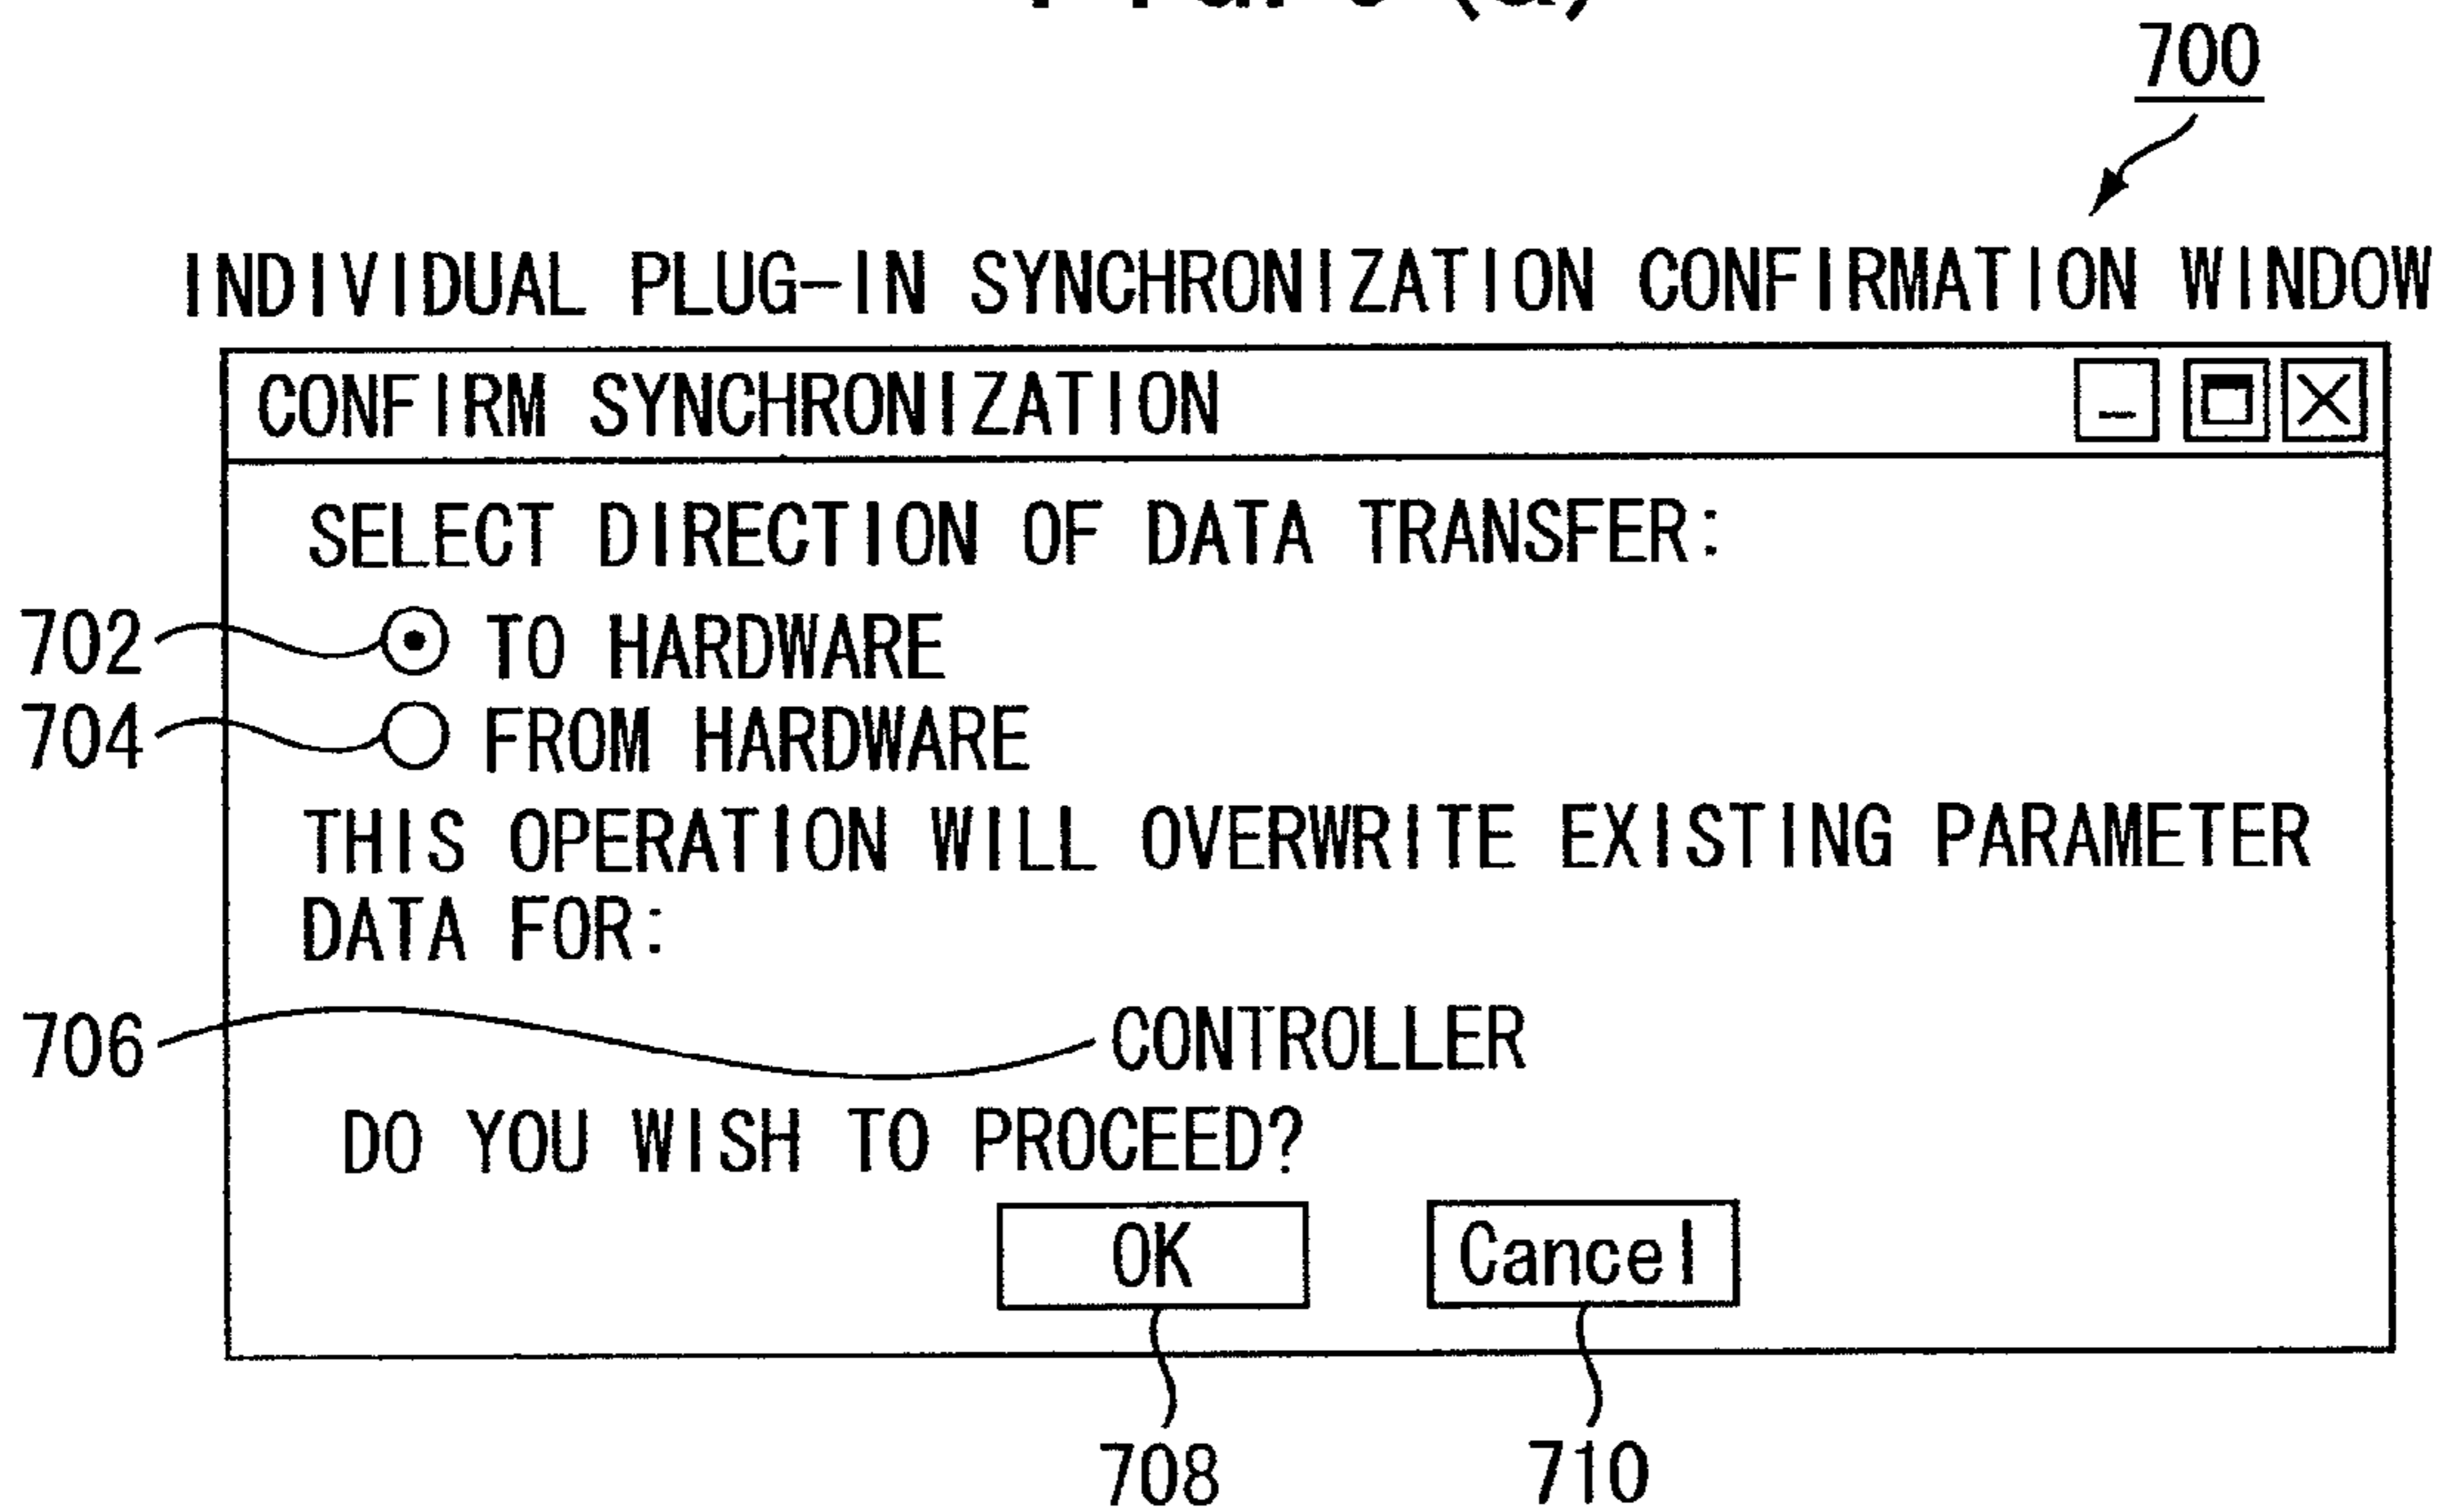 700
INDIVIDUAL PLUG-IN SYNCHRONIZATION CONFIRMATION WINDOW
CONFIRM SYNCHRONIZATION
SELECT DIRECTION OF DATA TRANSFER:
702 TO HARDWARE
704 FROM HARDWARE
THIS OPERATION WILL OVERWRITE EXISTING PARAMETER
DATA FOR:
706 CONTROLLER
DO YOU WISH TO PROCEED?
OK Cancel
708 710